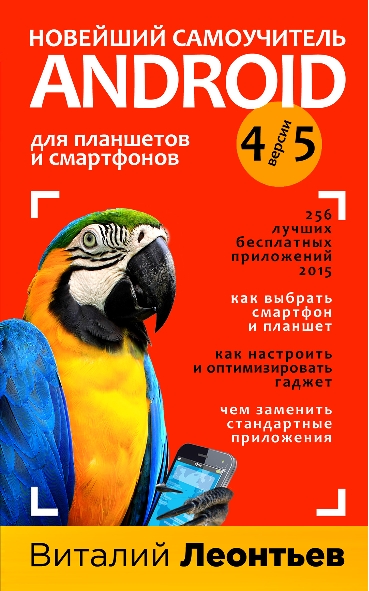 НОВЕЙШИЙ САМОУЧИТЕЛЬ
ANDROID
для планшетов
и смартфонов
4 версии 5
256
лучших
бесплатных
приложений
2015
как выбрать
смартфон
и планшет
как настроить
и оптимизировать
гаджет
чем заменить
стандартные
приложения
Виталий Леонтьев